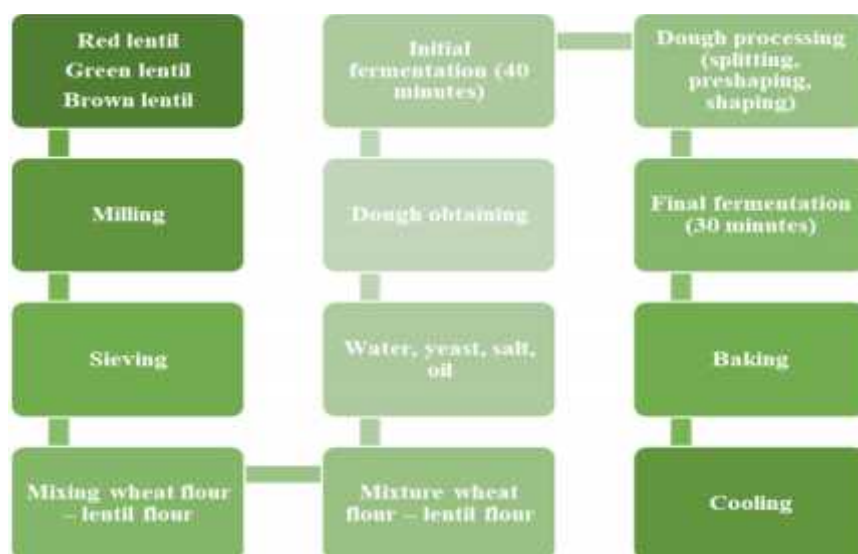 Red lentil
Green lentil
Brown lentil
Milling
Sieving
Mixing wheat flour
– lentil flour
Mixture wheat
flour – lentil flour
Water, yeast, salt,
oil
Dough obtaining
Initial
fermentation (40
minutes)
Dough processing
(splitting,
preshaping,
shaping)
Final fermentation
(30 minutes)
Baking
Cooling